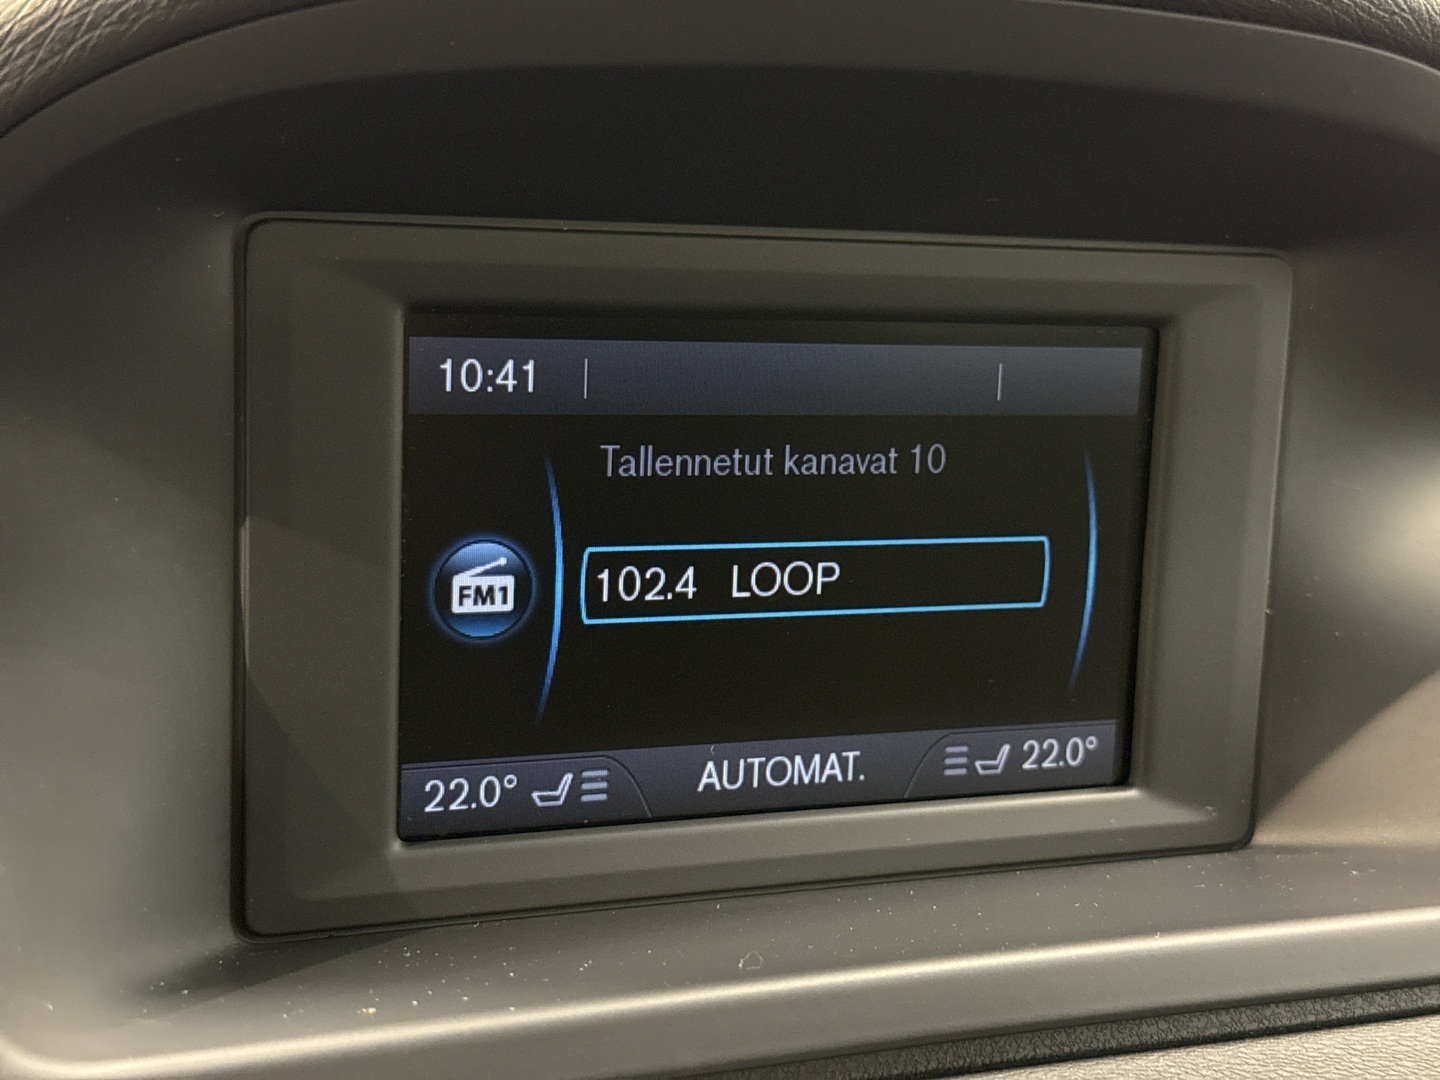 10:41
Tallennetut kanavat 10
FM1
102.4 LOOP
22.0° AUTOMAT. 22.0°